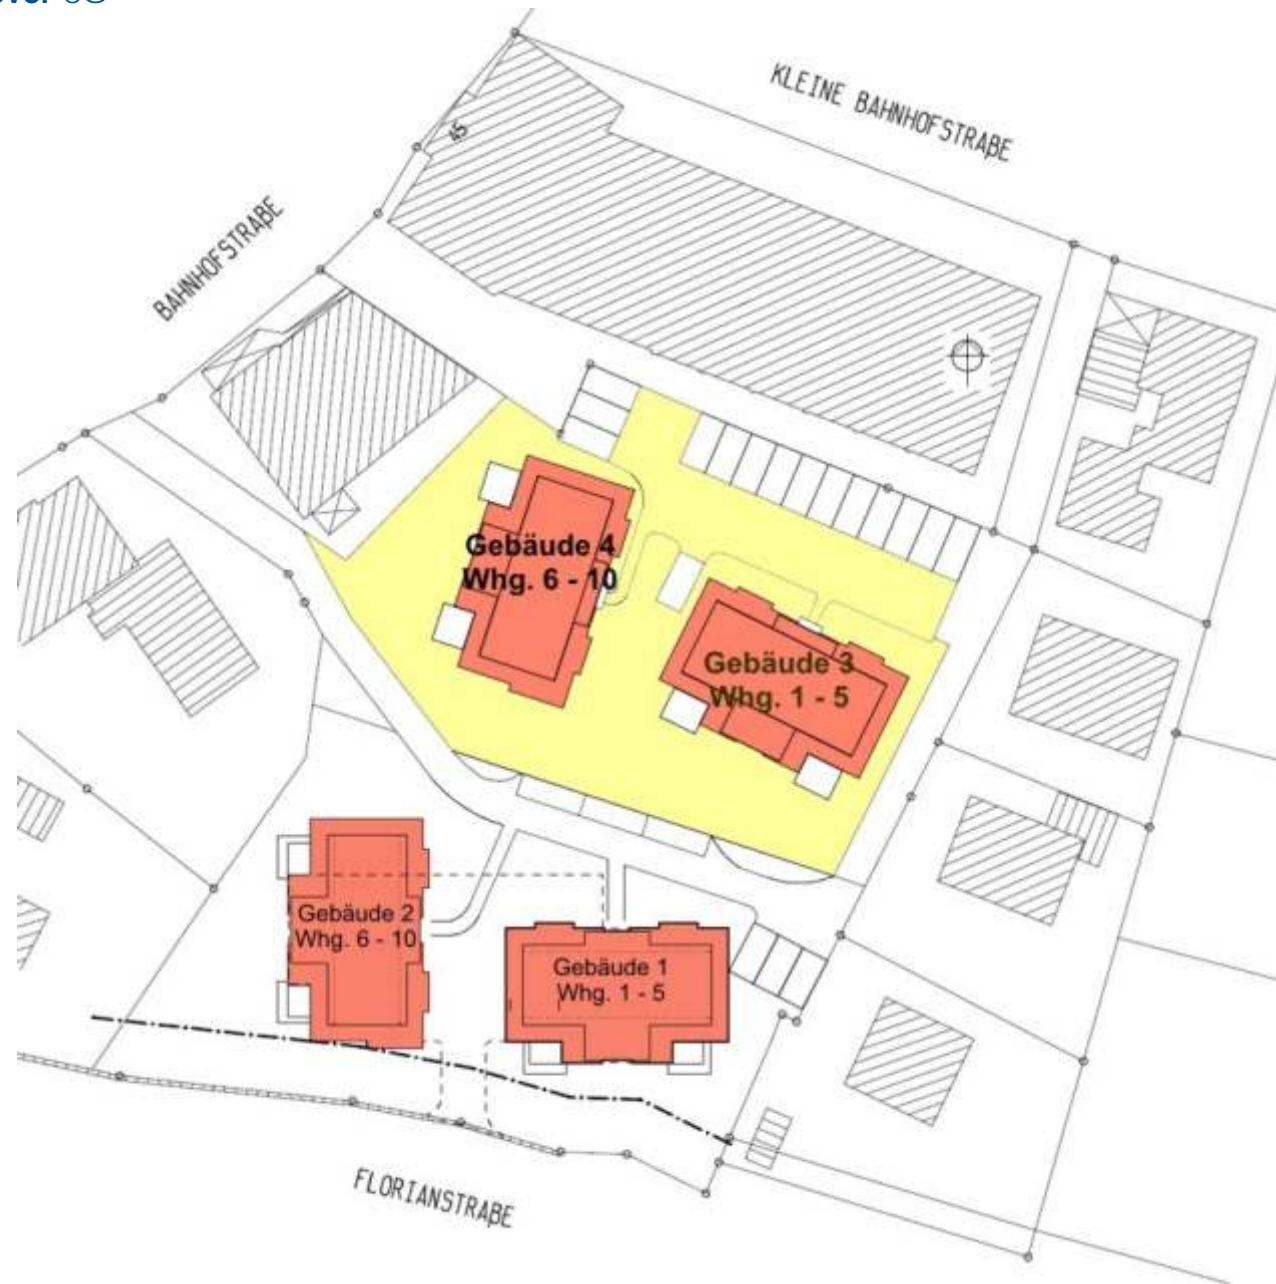 KLEINE BAHNHOFSTRAßE
45
BAHNHOFSTRAßE
Gebäude 4
Whg. 6 - 10
Gebäude 3
Whg. 1 - 5
Gebäude 2
Whg. 6 - 10
Gebäude 1
Whg. 1 - 5
FLORIANSTRAßE